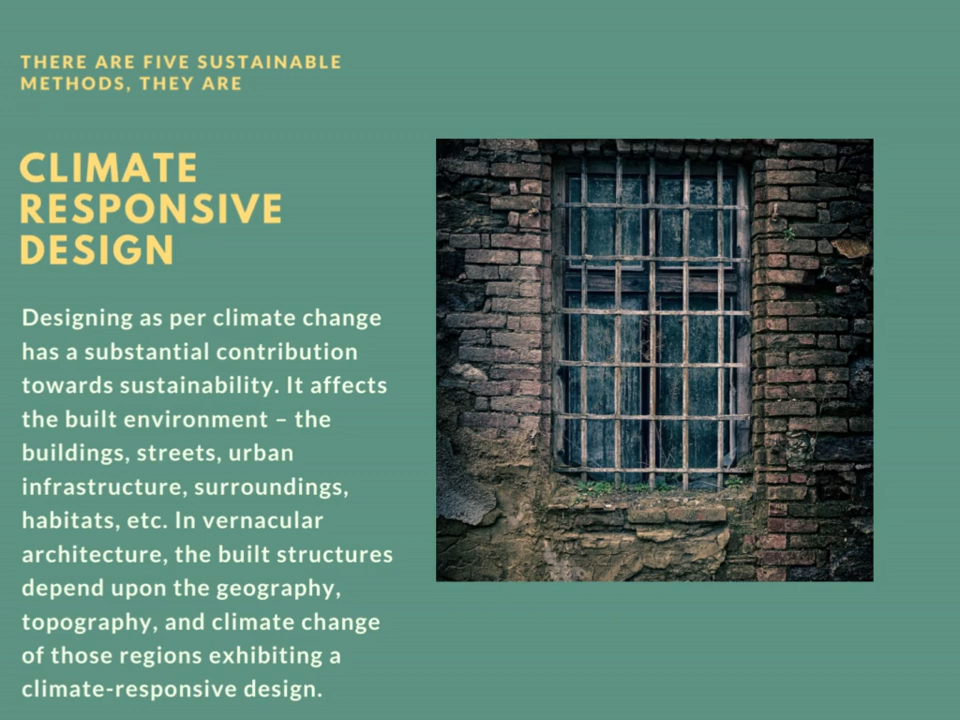 THERE ARE FIVE SUSTAINABLE
METHODS, THEY ARE
CLIMATE
RESPONSIVE
DESIGN
Designing as per climate change
has a substantial contribution
towards sustainability. It affects
the built environment – the
buildings, streets, urban
infrastructure, surroundings,
habitats, etc. In vernacular
architecture, the built structures
depend upon the geography,
topography, and climate change
of those regions exhibiting a
climate-responsive design.